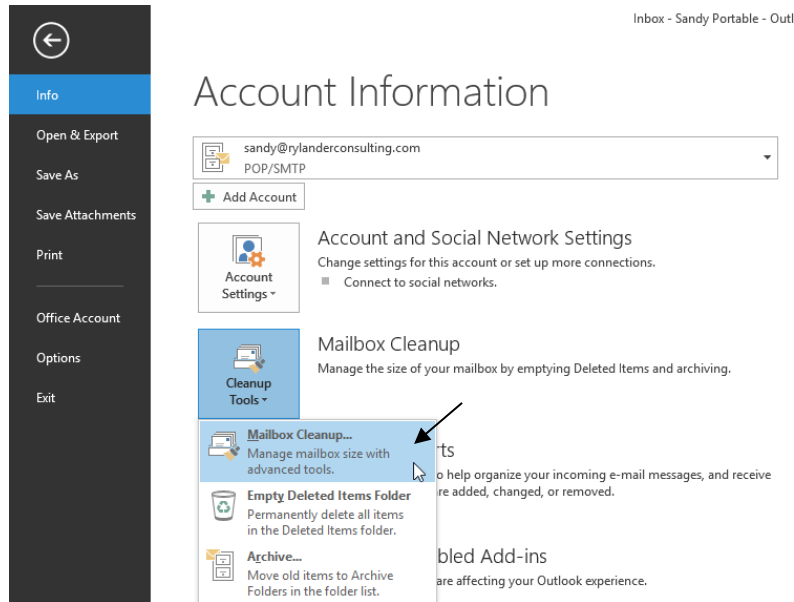 Inbox - Sandy Portable - Outl
Info
Open & Export
Save As
Save Attachments
Print
Office Account
Options
Exit
Account Information
sandy@rylanderconsulting.com
POP/SMTP
Add Account
Account
Settings
Account and Social Network Settings
Change settings for this account or set up more connections.
Connect to social networks.
Cleanup
Tools
Mailbox Cleanup
Manage the size of your mailbox by emptying Deleted Items and archiving.
Mailbox Cleanup...
Manage mailbox size with
advanced tools.
Empty Deleted Items Folder
Permanently delete all items
in the Deleted Items folder.
Archive...
Move old items to Archive
Folders in the folder list.
rts
o help organize your incoming e-mail messages, and receive
re added, changed, or removed.
bled Add-ins
are affecting your Outlook experience.